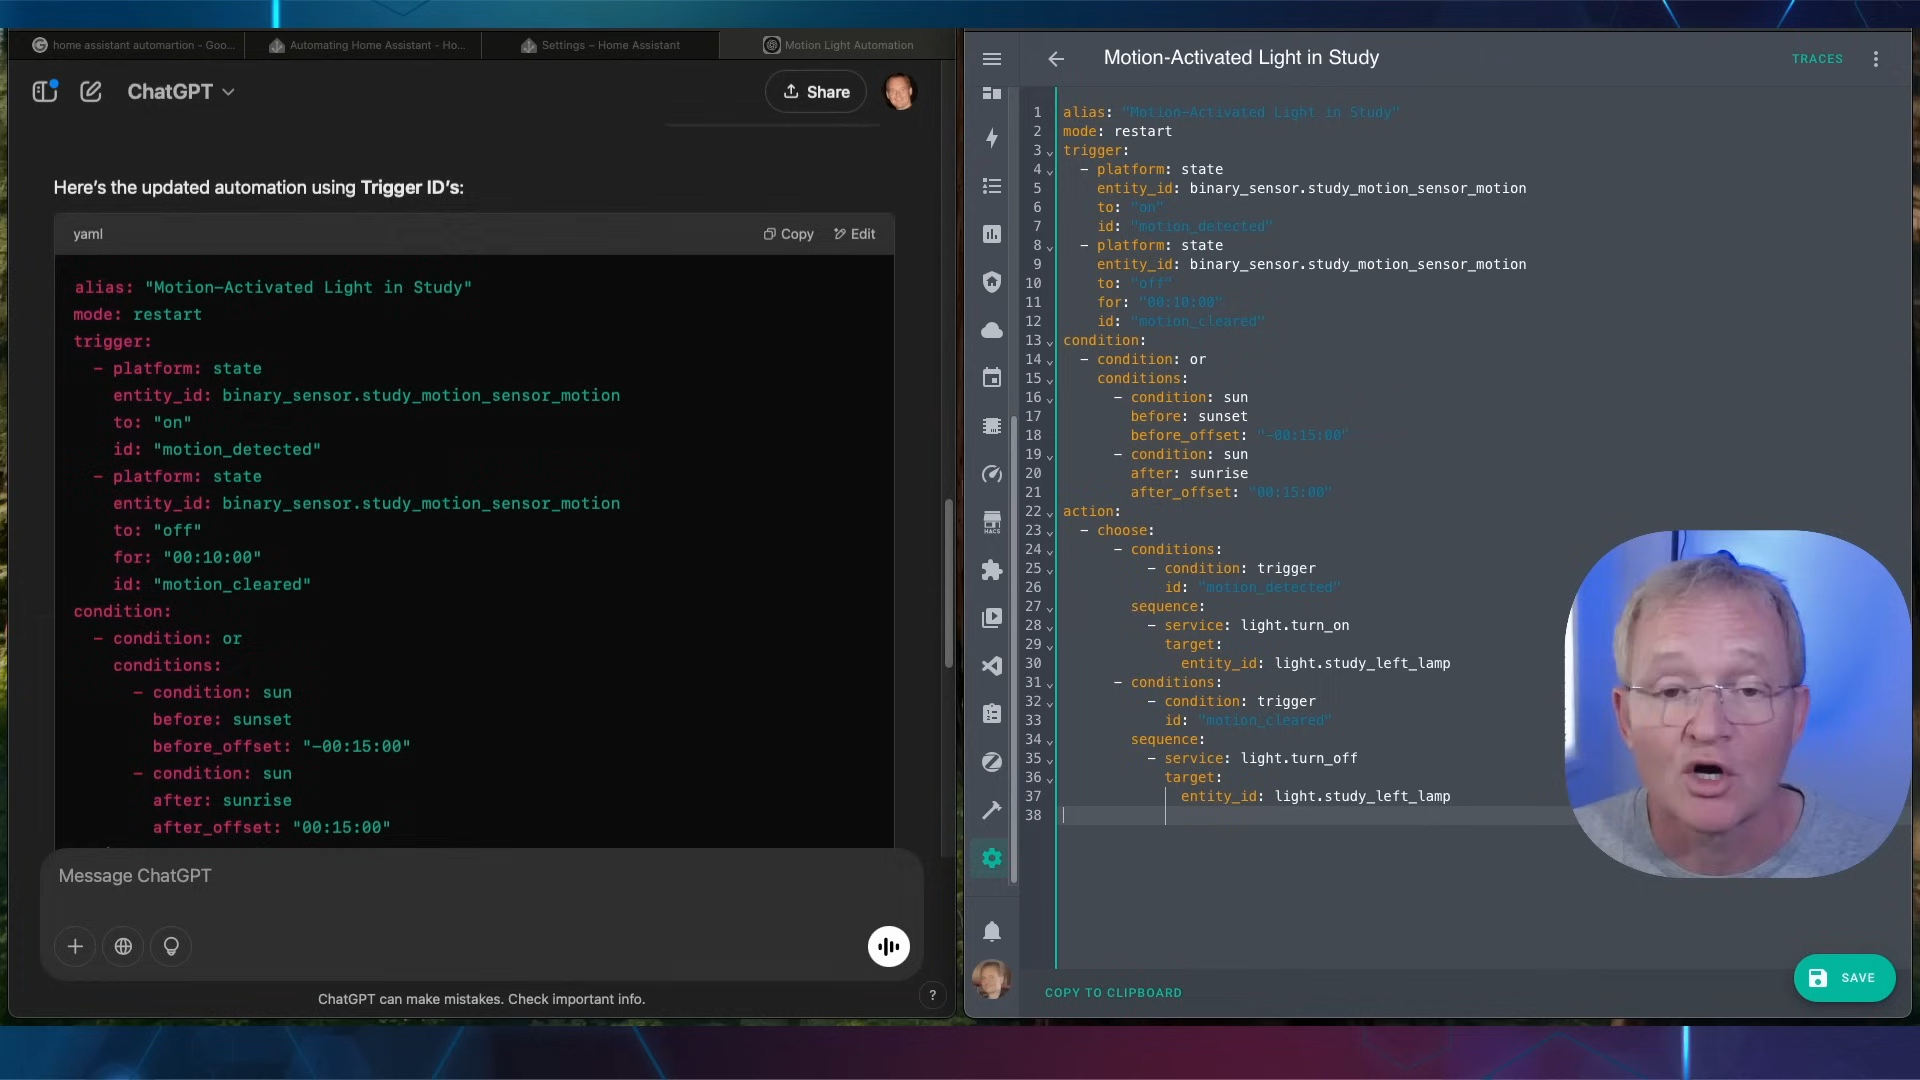 home assistant automartion - Goo...
Automating Home Assistant - Ho...
Settings – Home Assistant
Motion Light Automation
ChatGPT
Share
Here's the updated automation using Trigger ID's:
yaml
Copy
Edit
alias: "Motion-Activated Light in Study"
mode: restart
trigger:
- platform: state
entity_id: binary_sensor.study_motion_sensor_motion
to: "on"
id: "motion_detected"
- platform: state
entity_id: binary_sensor.study_motion_sensor_motion
to: "off"
for: "00:10:00"
id: "motion_cleared"
condition:
- condition: or
conditions:
- condition: sun
before: sunset
before_offset: "-00:15:00"
- condition: sun
after: sunrise
after_offset: "00:15:00"
Message ChatGPT
ChatGPT can make mistakes. Check important info.
?
Motion-Activated Light in Study
TRACES
HACS
1 alias: "Motion-Activated Light in Study"
2 mode: restart
3 trigger:
4 - platform: state
5 entity_id: binary_sensor.study_motion_sensor_motion
6 to: "on"
7 id: "motion_detected"
8 - platform: state
9 entity_id: binary_sensor.study_motion_sensor_motion
10 to: "off"
11 for: "00:10:00"
12 id: "motion_cleared"
13 condition:
14 - condition: or
15 conditions:
16 - condition: sun
17 before: sunset
18 before_offset: "-00:15:00"
19 - condition: sun
20 after: sunrise
21 after_offset: "00:15:00"
22 action:
23 - choose:
24 - conditions:
25 - condition: trigger
26 id: "motion_detected"
27 sequence:
28 - service: light.turn_on
29 target:
30 entity_id: light.study_left_lamp
31 - conditions:
32 - condition: trigger
33 id: "motion_cleared"
34 sequence:
35 - service: light.turn_off
36 target:
37 entity_id: light.study_left_lamp
38
COPY TO CLIPBOARD
SAVE